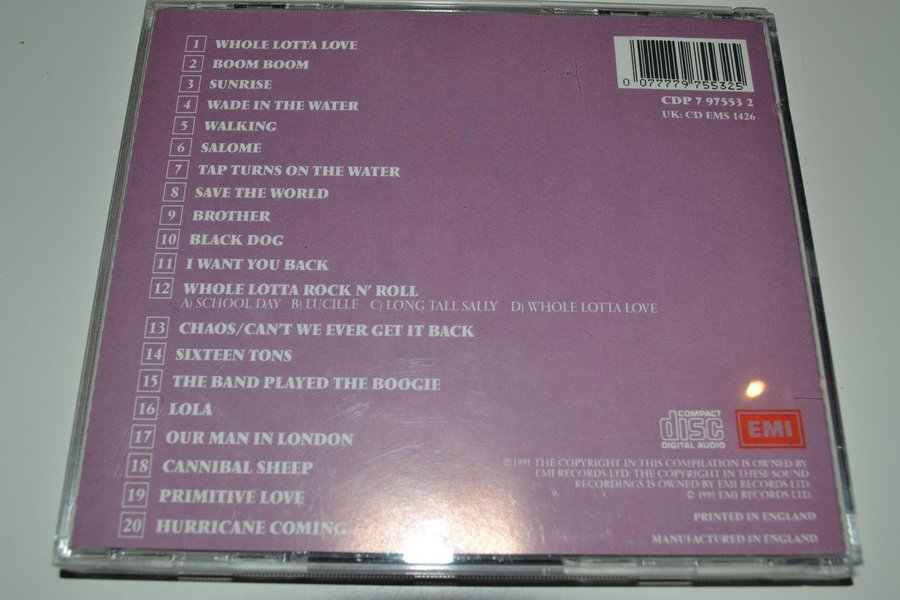 1 WHOLE LOTTA LOVE
2 BOOM BOOM
3 SUNRISE
4 WADE IN THE WATER
5 WALKING
6 SALOME
7 TAP TURNS ON THE WATER
8 SAVE THE WORLD
9 BROTHER
10 BLACK DOG
11 I WANT YOU BACK
12 WHOLE LOTTA ROCK N' ROLL
A) SCHOOL DAY B) LUCILLE C) LONG TALL SALLY D) WHOLE LOTTA LOVE
13 CHAOS/CAN'T WE EVER GET IT BACK
14 SIXTEEN TONS
15 THE BAND PLAYED THE BOOGIE
16 LOLA
17 OUR MAN IN LONDON
18 CANNIBAL SHEEP
19 PRIMITIVE LOVE
20 HURRICANE COMING
0 077779 755325
CDP 7 97553 2
UK: CD EMS 1426
COMPACT
disc
DIGITAL AUDIO
EMI
℗ 1991 THE COPYRIGHT IN THIS COMPILATION IS OWNED BY
EMI RECORDS LTD. THE COPYRIGHT IN THESE SOUND
RECORDINGS IS OWNED BY EMI RECORDS LTD.
© 1991 EMI RECORDS LTD.
PRINTED IN ENGLAND
MANUFACTURED IN ENGLAND